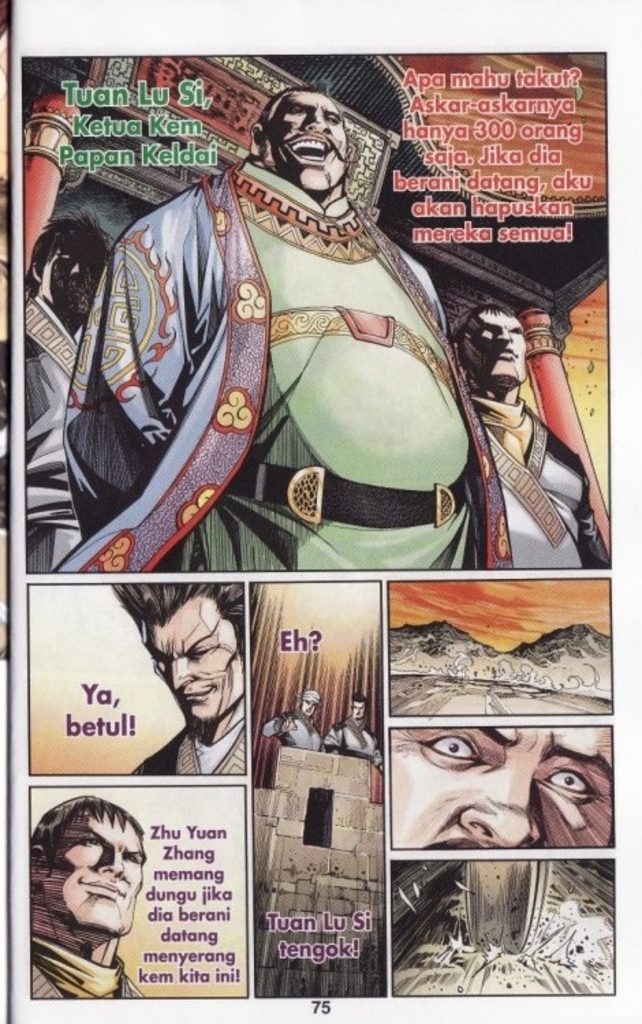 Tuan Lu Si,
Ketua Kem
Papan Keldai
Apa mahu takut?
Askar-askarnya
hanya 300 orang
saja. Jika dia
berani datang, aku
akan hapuskan
mereka semua!
Ya,
betul!
Zhu Yuan
Zhang
memang
dungu jika
dia berani
datang
menyerang
kem kita ini!
Eh?
Tuan Lu Si
tengok!
75